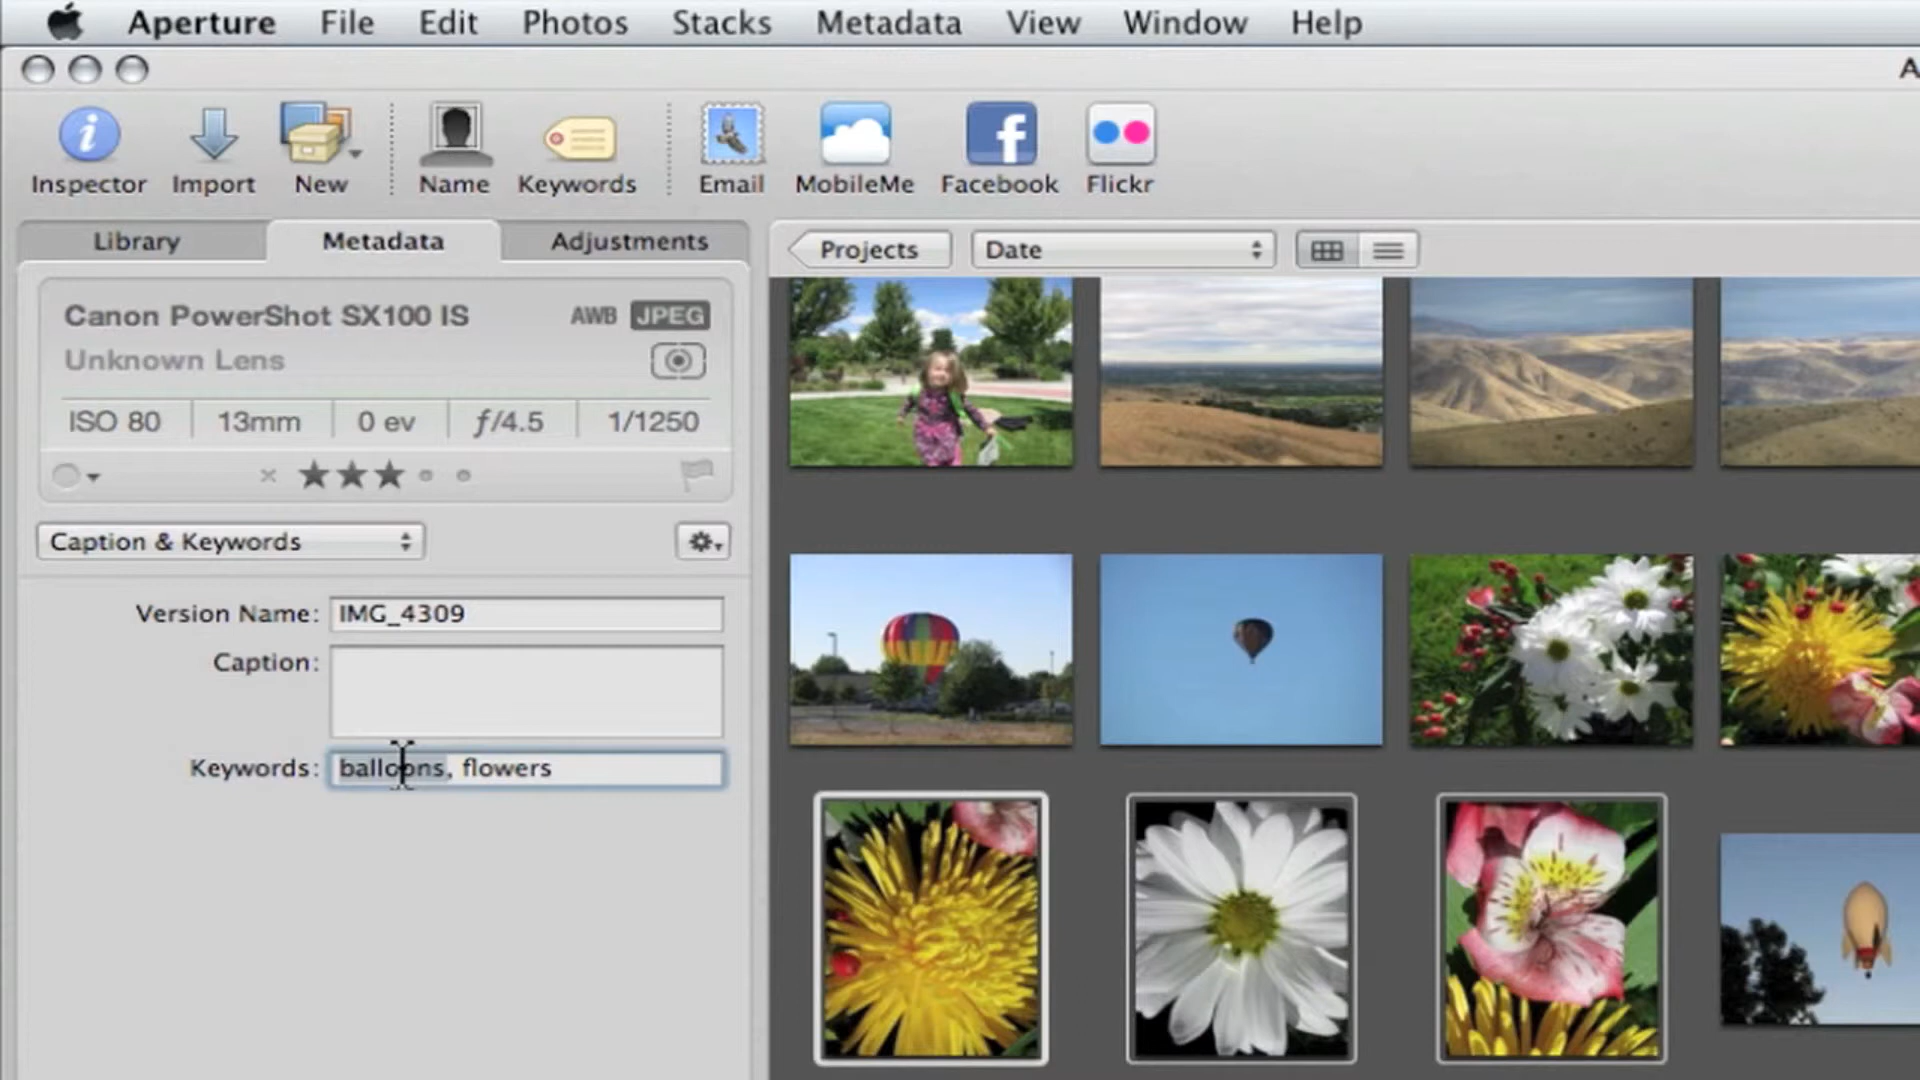 Aperture File Edit Photos Stacks Metadata View Window Help
A
Inspector Import New Name Keywords Email MobileMe Facebook Flickr
Library Metadata Adjustments
Projects Date
Canon PowerShot SX100 IS AWB JPEG
Unknown Lens
ISO 80 13mm 0 ev ƒ/4.5 1/1250
Caption & Keywords
Version Name: IMG_4309
Caption:
Keywords: balloons, flowers